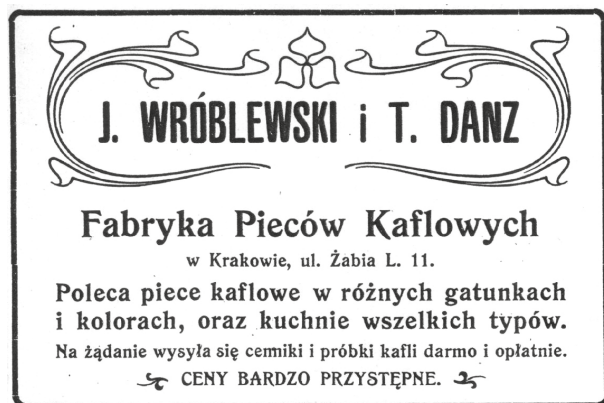 J. WRÓBLEWSKI i T. DANZ
Fabryka Pieców Kaflowych
w Krakowie, ul. Żabia L. 11.
Poleca piece kaflowe w różnych gatunkach
i kolorach, oraz kuchnie wszelkich typów.
Na żądanie wysyła się cenniki i próbki kafli darmo i opłatnie.
CENY BARDZO PRZYSTĘPNE.